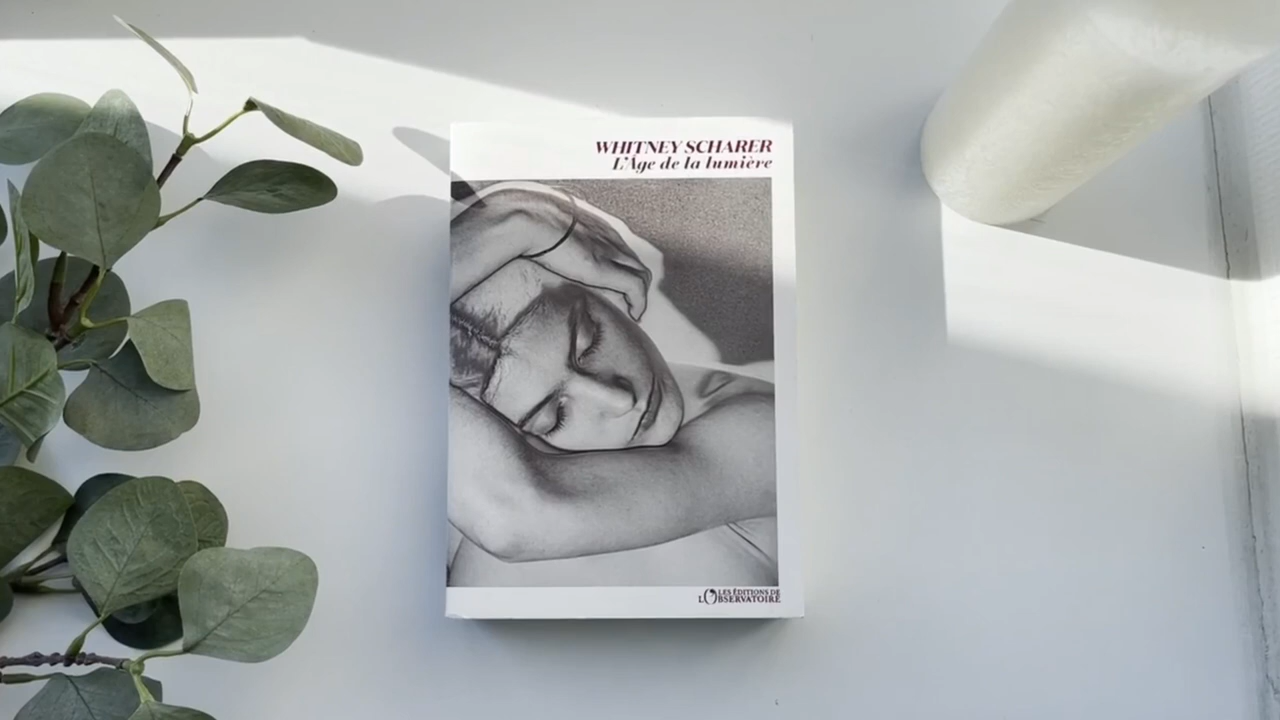 WHITNEY SCHARER
L'Âge de la lumière
LES ÉDITIONS DE
L'OBSERVATOIRE